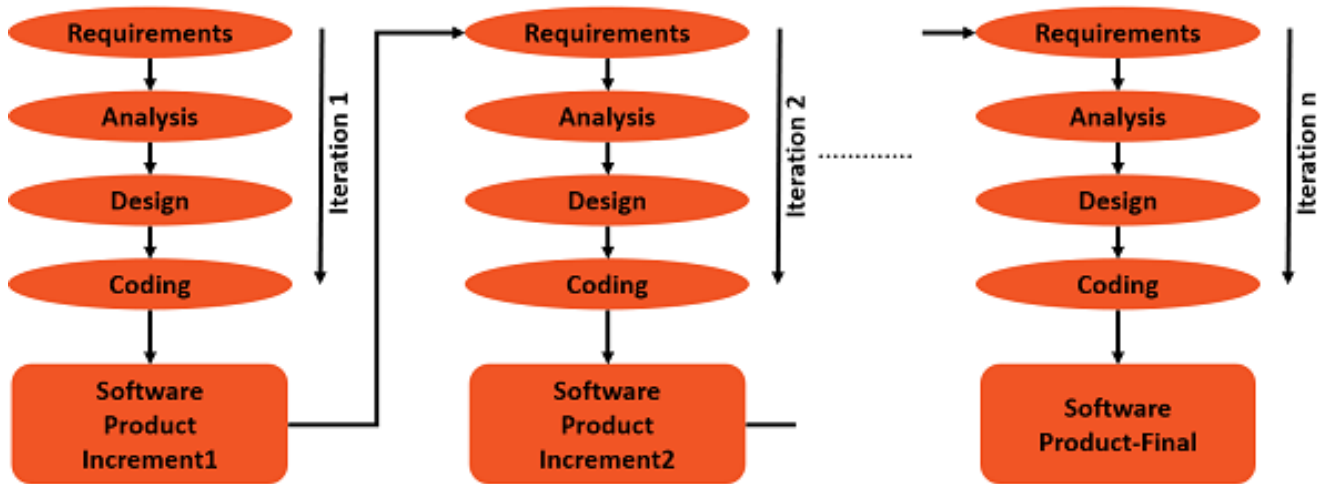 Requirements
Analysis
Design
Coding
Software
Product
Increment1
Iteration 1
Requirements
Analysis
Design
Coding
Software
Product
Increment2
Iteration 2
Requirements
Analysis
Design
Coding
Software
Product-Final
Iteration n